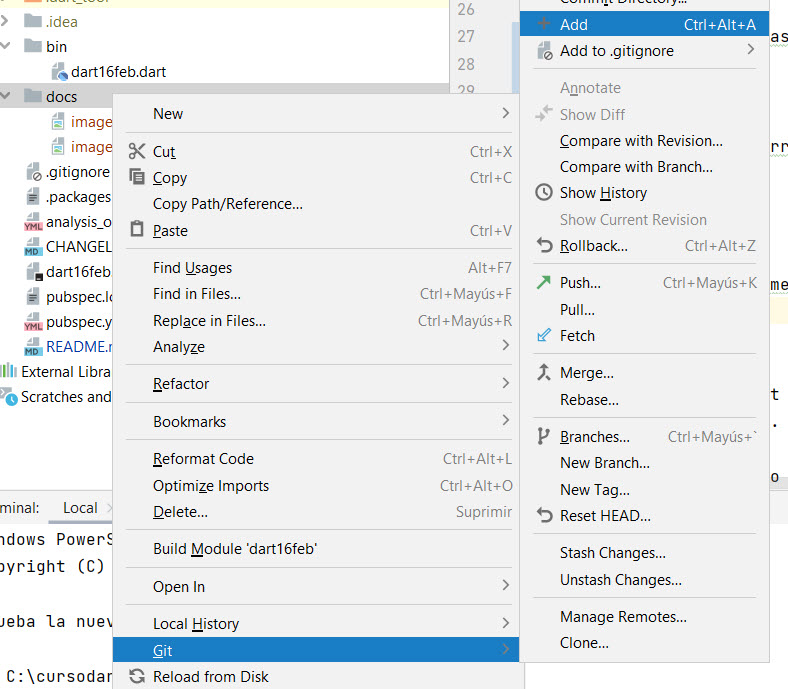 .idea
bin
dart16feb.dart
docs
image
image
.gitignore
.packages
analysis_o
CHANGEL
dart16feb.
pubspec.lo
pubspec.y
README.r
External Libra
Scratches and
minal:
Local
ndows PowerS
pyright (C)
ueba la nuev
C:\cursodar
26
27
28
29
New
Cut Ctrl+X
Copy Ctrl+C
Copy Path/Reference...
Paste Ctrl+V
Find Usages Alt+F7
Find in Files... Ctrl+Mayús+F
Replace in Files... Ctrl+Mayús+R
Analyze
Refactor
Bookmarks
Reformat Code Ctrl+Alt+L
Optimize Imports Ctrl+Alt+O
Delete... Suprimir
Build Module 'dart16feb'
Open In
Local History
Git
Reload from Disk
Commit Directory...
Add Ctrl+Alt+A
Add to .gitignore
Annotate
Show Diff
Compare with Revision...
Compare with Branch...
Show History
Show Current Revision
Rollback... Ctrl+Alt+Z
Push... Ctrl+Mayús+K
Pull...
Fetch
Merge...
Rebase...
Branches... Ctrl+Mayús+`
New Branch...
New Tag...
Reset HEAD...
Stash Changes...
Unstash Changes...
Manage Remotes...
Clone...
as
rr
me
t
.
o